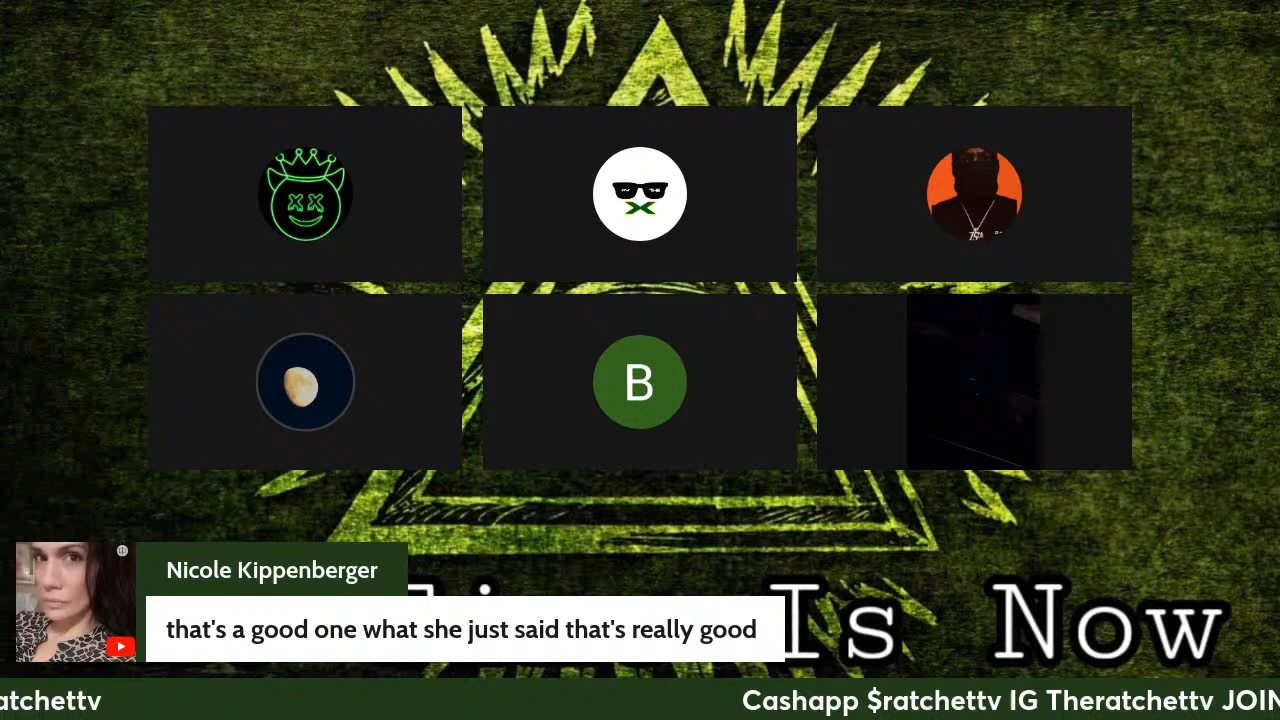 B
Nicole Kippenberger
that's a good one what she just said that's really good
Is Now
atchettv
Cashapp $ratchettv IG Theratchettv JOIN